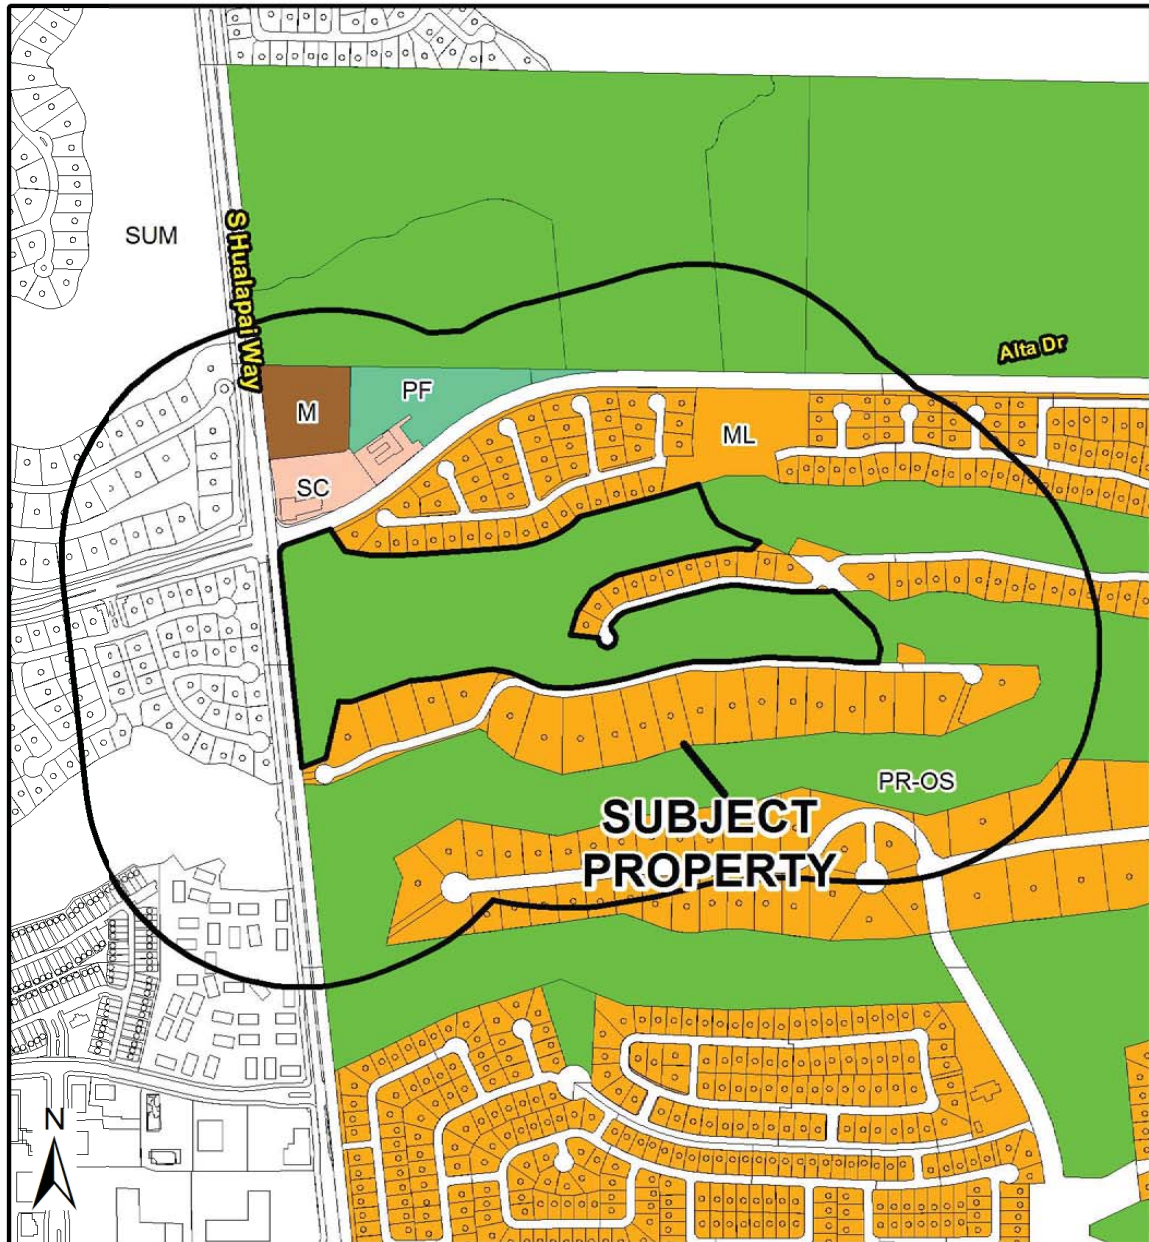 SUM
S Hualapai Way
Alta Dr
PF
M
ML
SC
PR-OS
SUBJECT
PROPERTY
N